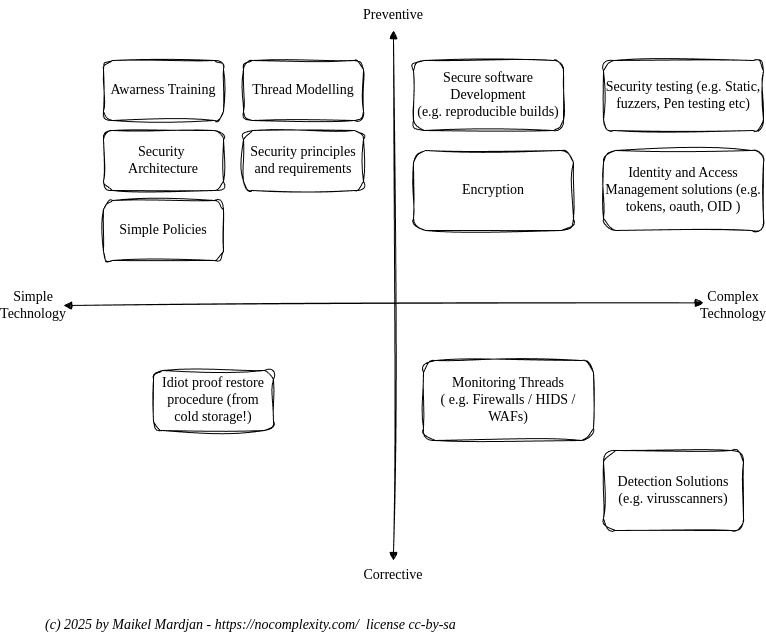 Preventive
Awarness Training
Thread Modelling
Secure software
Development
(e.g. reproducible builds)
Security testing (e.g. Static,
fuzzers, Pen testing etc)
Security
Architecture
Security principles
and requirements
Encryption
Identity and Access
Management solutions (e.g.
tokens, oauth, OID )
Simple Policies
Simple
Technology
Complex
Technology
Idiot proof restore
procedure (from
cold storage!)
Monitoring Threads
( e.g. Firewalls / HIDS /
WAFs)
Detection Solutions
(e.g. virusscanners)
Corrective
(c) 2025 by Maikel Mardjan - https://nocomplexity.com/  license cc-by-sa